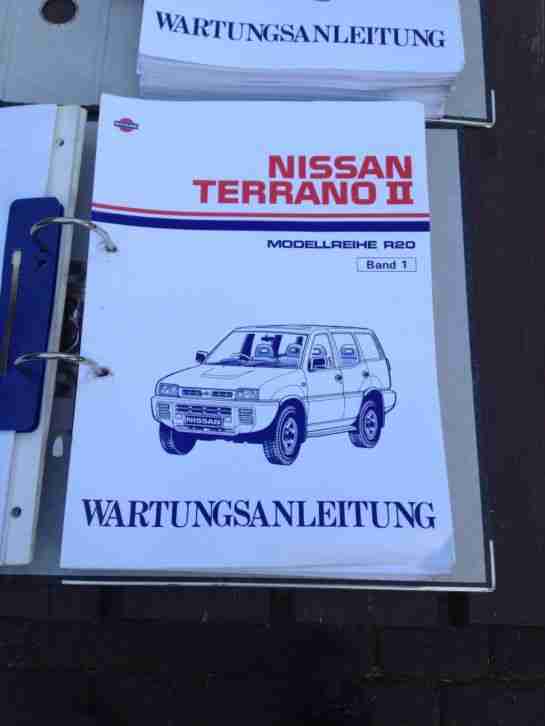 WARTUNGSANLEITUNG
NISSAN
TERRANO II
MODELLREIHE R20
Band 1
NISSAN
WARTUNGSANLEITUNG